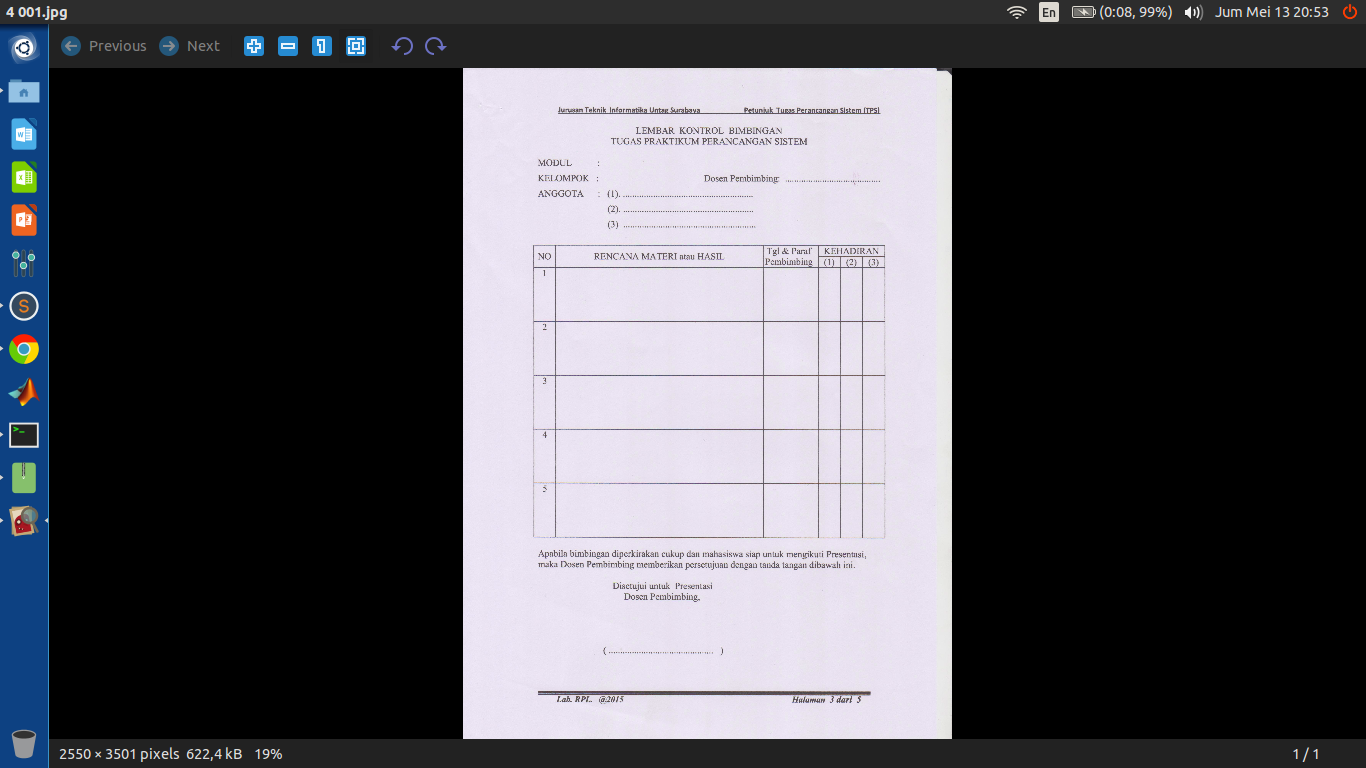 4 001.jpg
En
(0:08, 99%)
Jum Mei 13 20:53
Previous
Next
Jurusan Teknik Informatika Untag Surabaya Petunjuk Tugas Perancangan Sistem (TPS)
LEMBAR KONTROL BIMBINGAN
TUGAS PRAKTIKUM PERANCANGAN SISTEM
MODUL :
KELOMPOK : Dosen Pembimbing: ........................................
ANGGOTA : (1). ........................................................
(2). ........................................................
(3) .........................................................
NO RENCANA MATERI atau HASIL Tgl & Paraf Pembimbing KEHADIRAN
(1) (2) (3)
1
2
3
4
5
Apabila bimbingan diperkirakan cukup dan mahasiswa siap untuk mengikuti Presentasi,
maka Dosen Pembimbing memberikan persetujuan dengan tanda tangan dibawah ini.
Disetujui untuk Presentasi
Dosen Pembimbing,
( ............................................. )
Lab. RPL. @2015 Halaman 3 dari 5
2550 × 3501 pixels 622,4 kB 19%
1 / 1